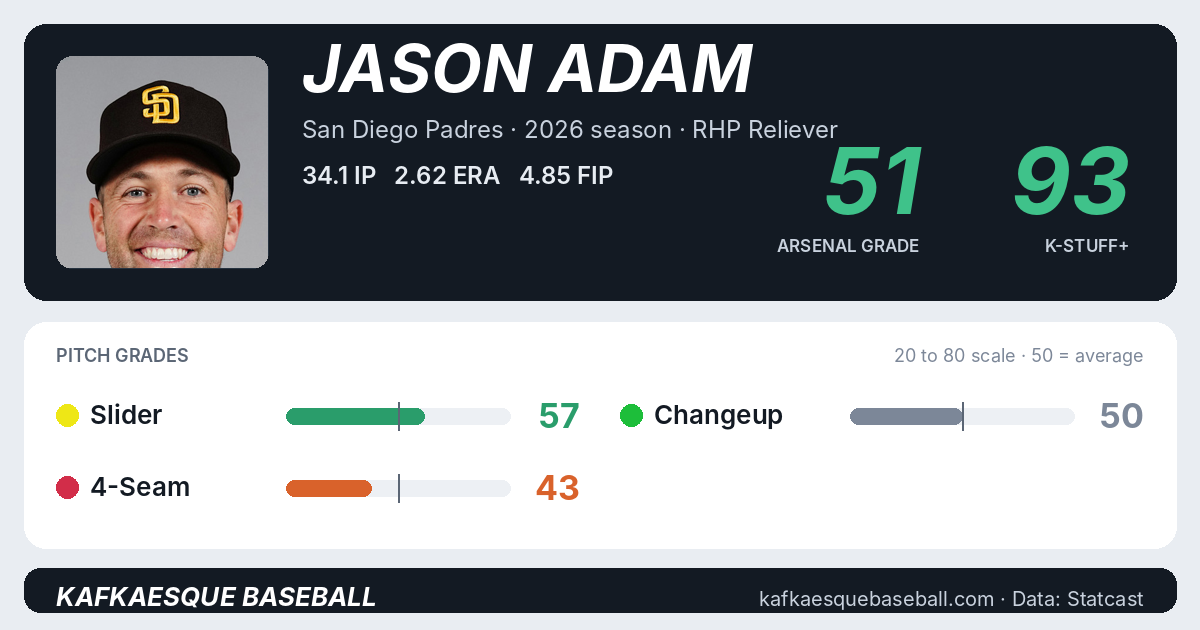 JASON ADAM
San Diego Padres · 2026 season · RHP Reliever
34.1 IP 2.62 ERA 4.85 FIP
51 93
ARSENAL GRADE K-STUFF+
SD
PITCH GRADES 20 to 80 scale · 50 = average
Slider 57 Changeup 50
4-Seam 43
KAFKAESQUE BASEBALL kafkaesquebaseball.com · Data: Statcast